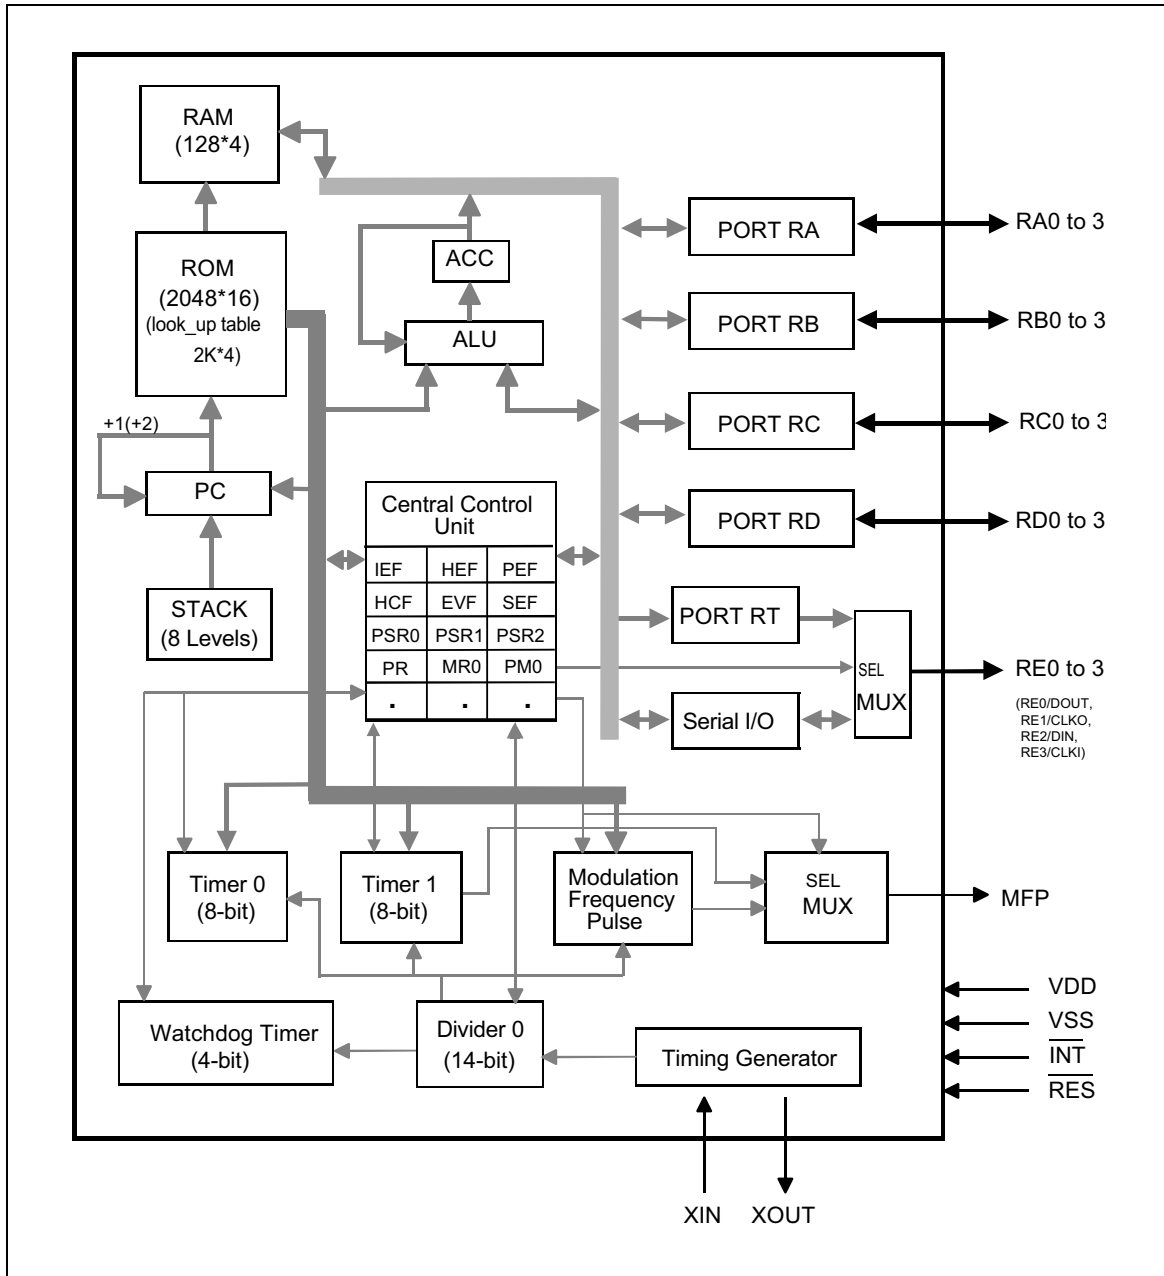 RAM
(128*4)
ROM
(2048*16)
(look_up table
2K*4)
+1(+2)
PC
STACK
(8 Levels)
ACC
ALU
Central Control
Unit
IEF HEF PEF
HCF EVF SEF
PSR0 PSR1 PSR2
PR MR0 PM0
. . .
PORT RA
RA0 to 3
PORT RB
RB0 to 3
PORT RC
RC0 to 3
PORT RD
RD0 to 3
PORT RT
SEL
MUX
Serial I/O
RE0 to 3
(RE0/DOUT,
RE1/CLKO,
RE2/DIN,
RE3/CLKI)
Timer 0
(8-bit)
Timer 1
(8-bit)
Modulation
Frequency
Pulse
SEL
MUX
MFP
Watchdog Timer
(4-bit)
Divider 0
(14-bit)
Timing Generator
VDD
VSS
INT
RES
XIN XOUT